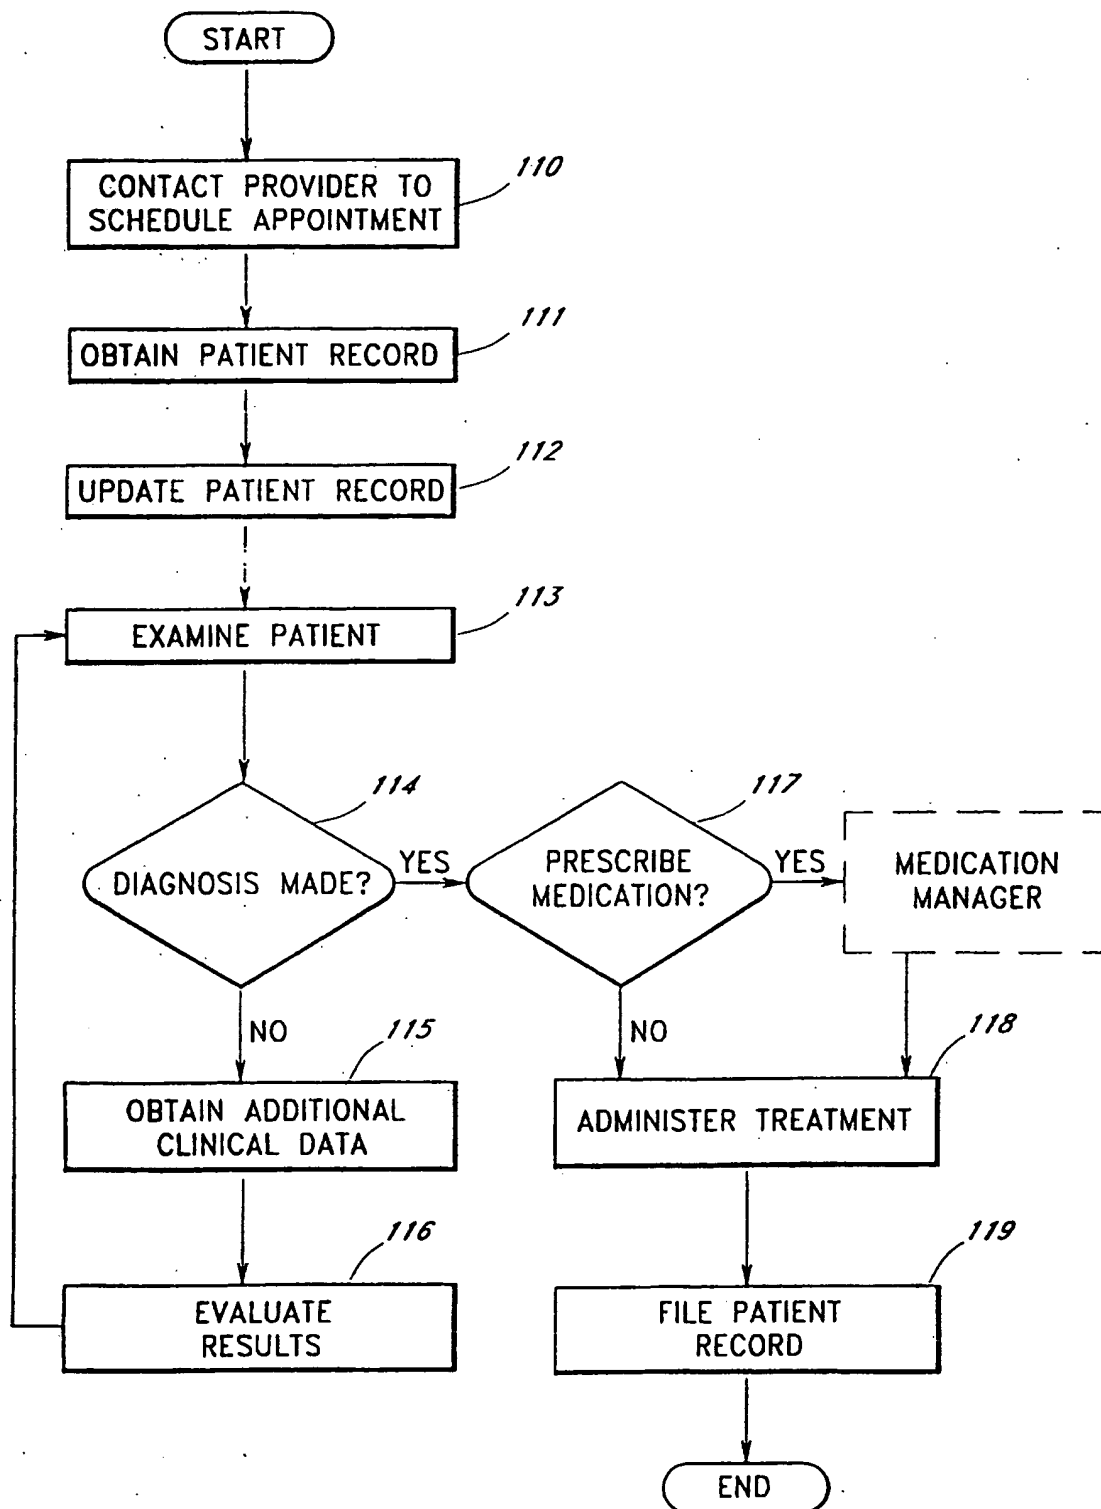 START
CONTACT PROVIDER TO
SCHEDULE APPOINTMENT
110
OBTAIN PATIENT RECORD
111
UPDATE PATIENT RECORD
112
EXAMINE PATIENT
113
DIAGNOSIS MADE?
114
YES
PRESCRIBE
MEDICATION?
117
YES
MEDICATION
MANAGER
NO
OBTAIN ADDITIONAL
CLINICAL DATA
115
NO
ADMINISTER TREATMENT
118
EVALUATE
RESULTS
116
FILE PATIENT
RECORD
119
END